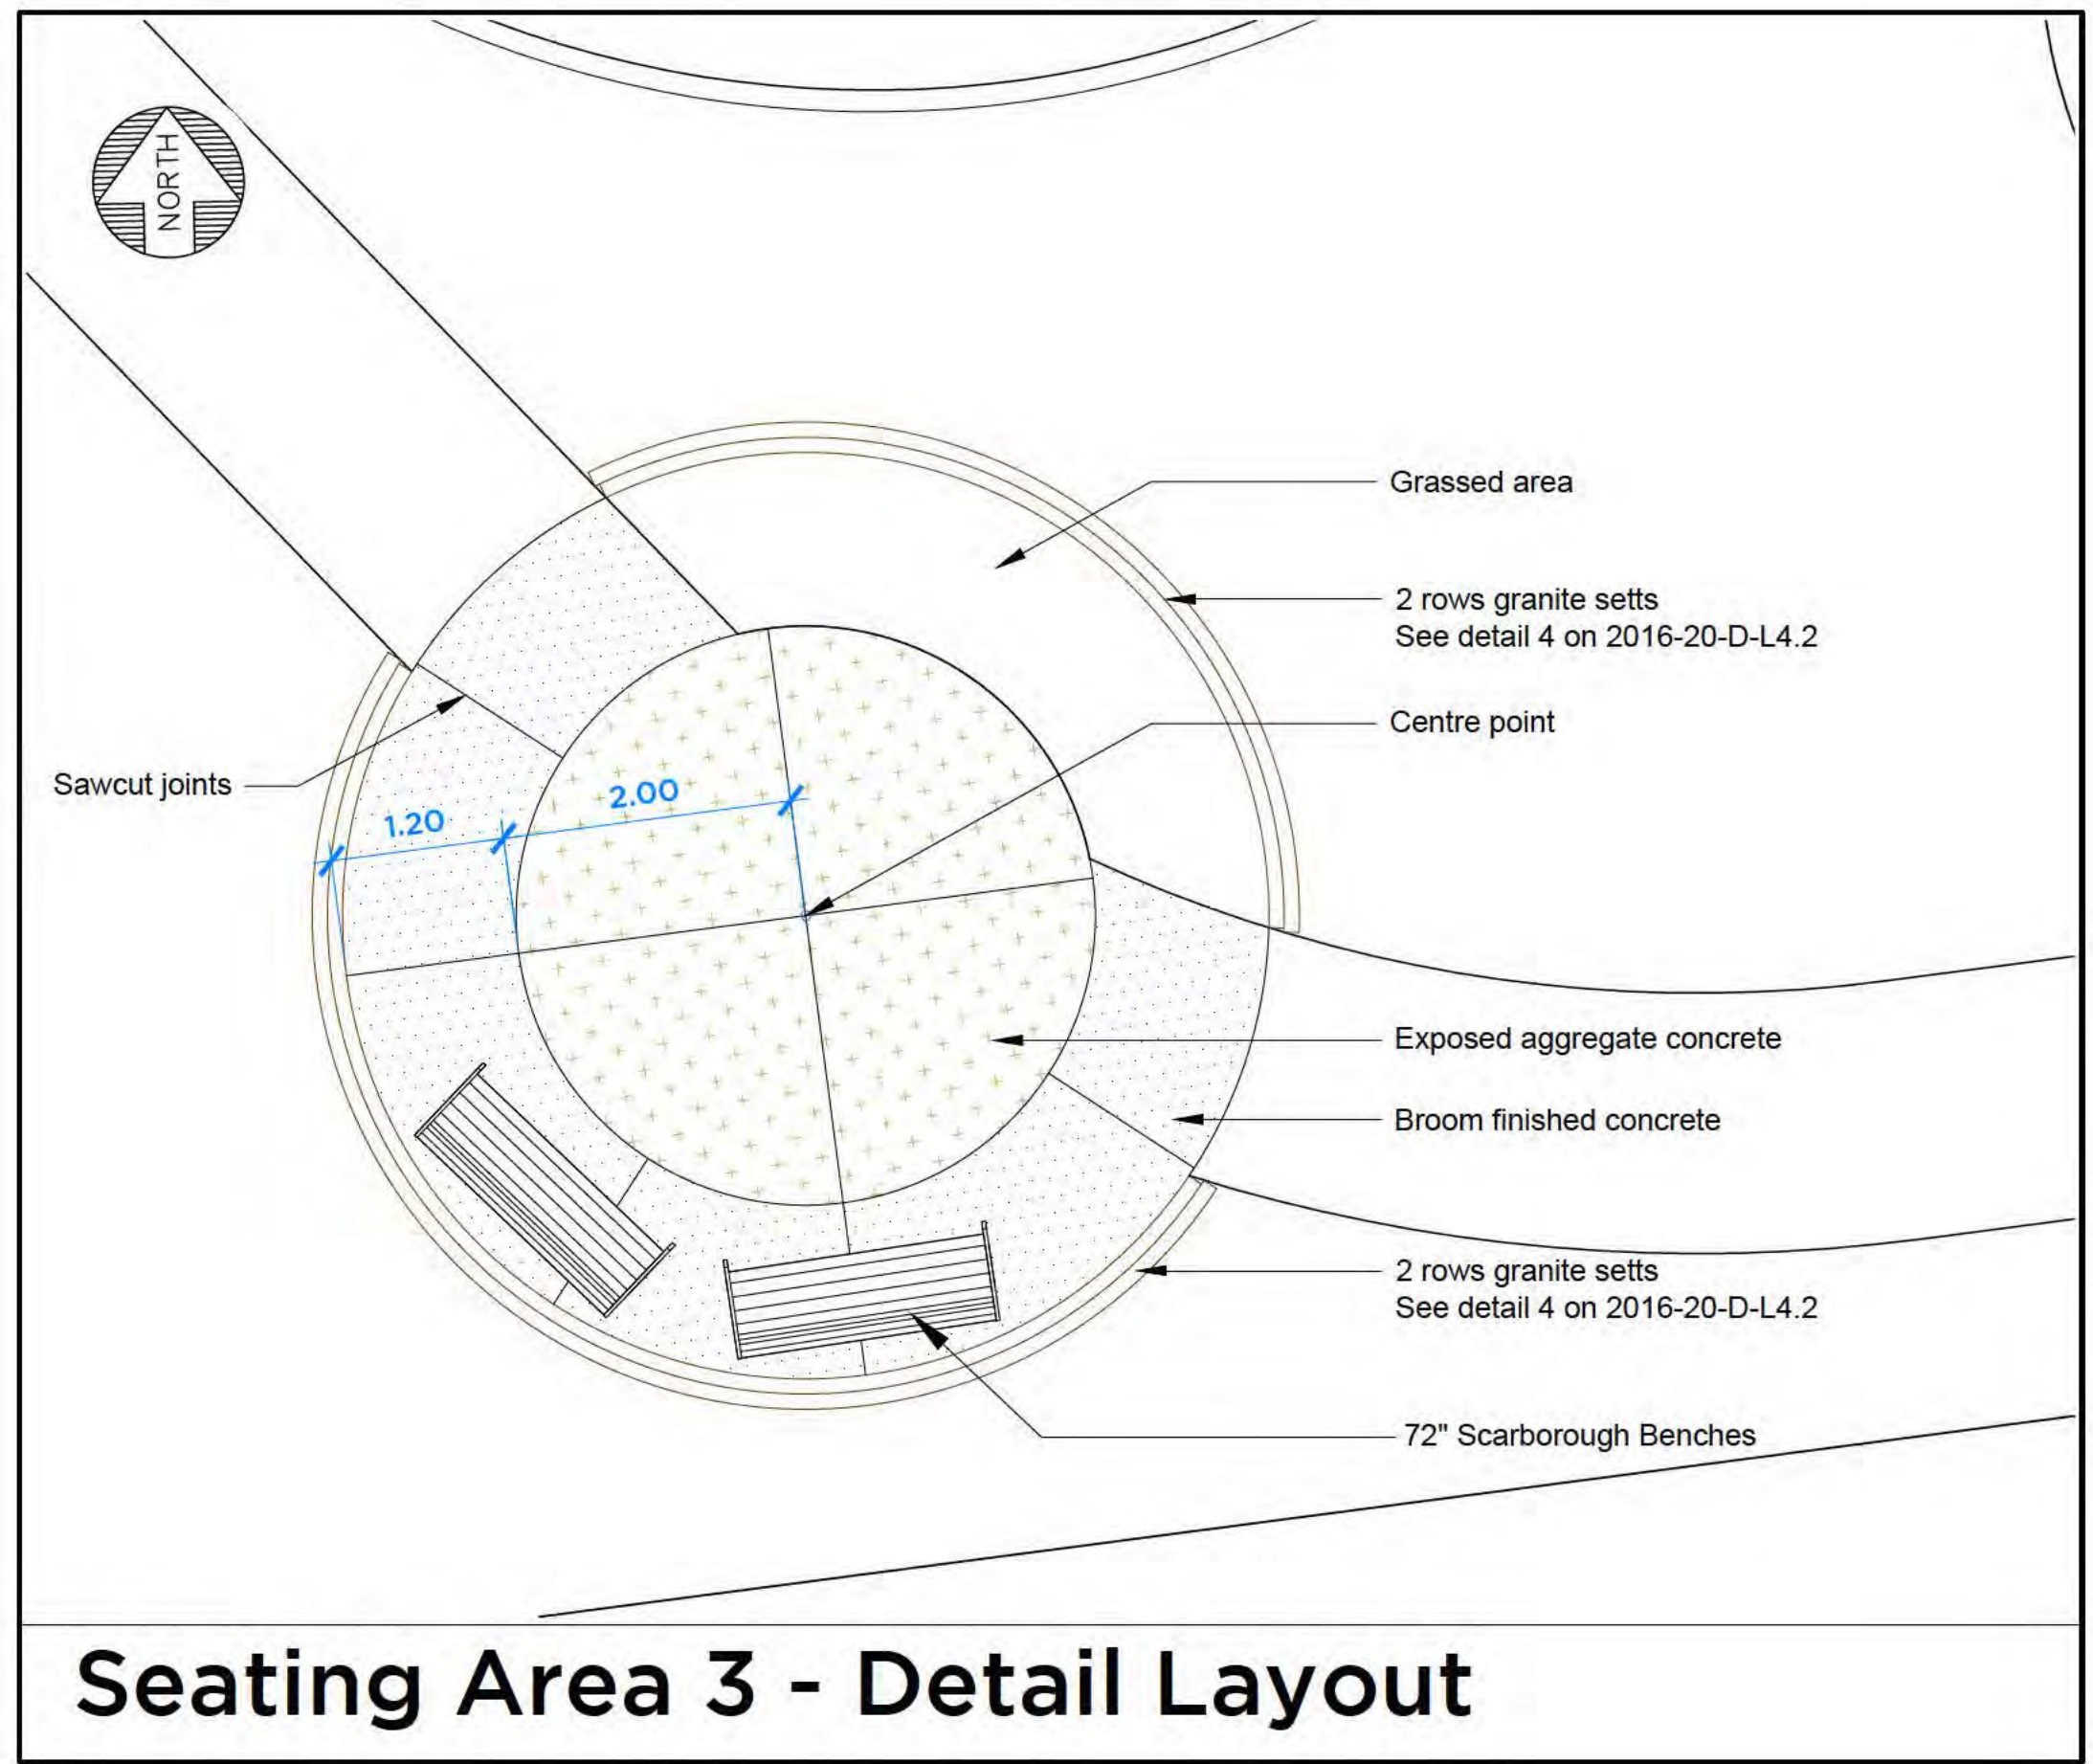 NORTH
Grassed area
2 rows granite setts
See detail 4 on 2016-20-D-L4.2
Centre point
Sawcut joints
2.00
1.20
Exposed aggregate concrete
Broom finished concrete
2 rows granite setts
See detail 4 on 2016-20-D-L4.2
72" Scarborough Benches
Seating Area 3 - Detail Layout